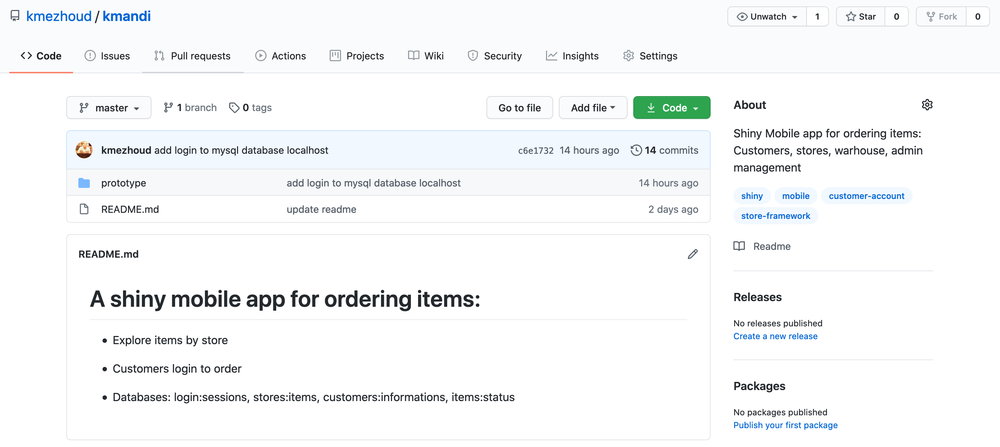 kmezhoud / kmandi
Unwatch 1 Star 0 Fork 0
Code Issues Pull requests Actions Projects Wiki Security Insights Settings
master 1 branch 0 tags Go to file Add file Code
kmezhoud add login to mysql database localhost c6e1732 14 hours ago 14 commits
prototype add login to mysql database localhost 14 hours ago
README.md update readme 2 days ago
README.md
A shiny mobile app for ordering items:
Explore items by store
Customers login to order
Databases: login:sessions, stores:items, customers:informations, items:status
About
Shiny Mobile app for ordering items:
Customers, stores, warhouse, admin
management
shiny mobile customer-account
store-framework
Readme
Releases
No releases published
Create a new release
Packages
No packages published
Publish your first package